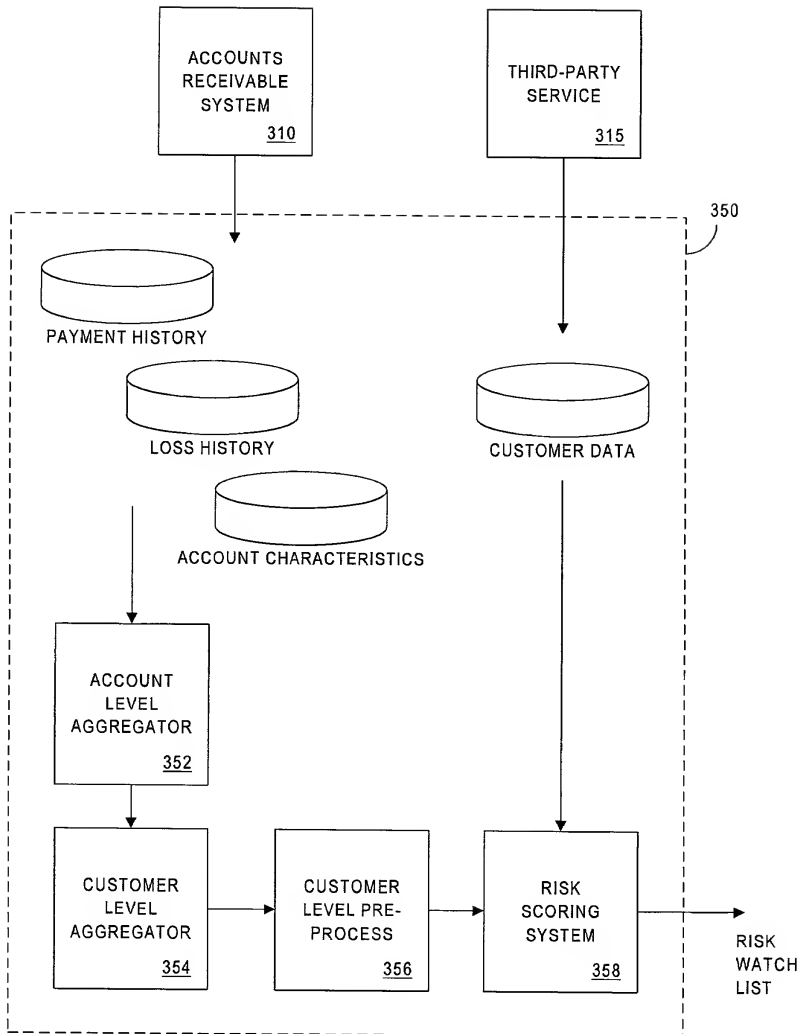 ACCOUNTS
RECEIVABLE
SYSTEM
310
THIRD-PARTY
SERVICE
315
350
PAYMENT HISTORY
LOSS HISTORY
CUSTOMER DATA
ACCOUNT CHARACTERISTICS
ACCOUNT
LEVEL
AGGREGATOR
352
CUSTOMER
LEVEL
AGGREGATOR
354
CUSTOMER
LEVEL PRE-
PROCESS
356
RISK
SCORING
SYSTEM
358
RISK
WATCH
LIST